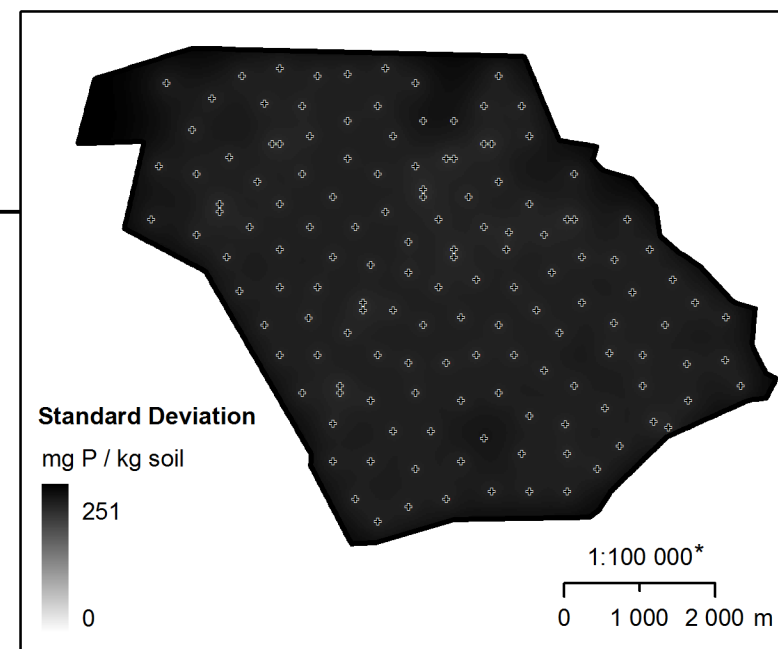 Standard Deviation
mg P / kg soil
251
0
1:100 000*
0 1 000 2 000 m